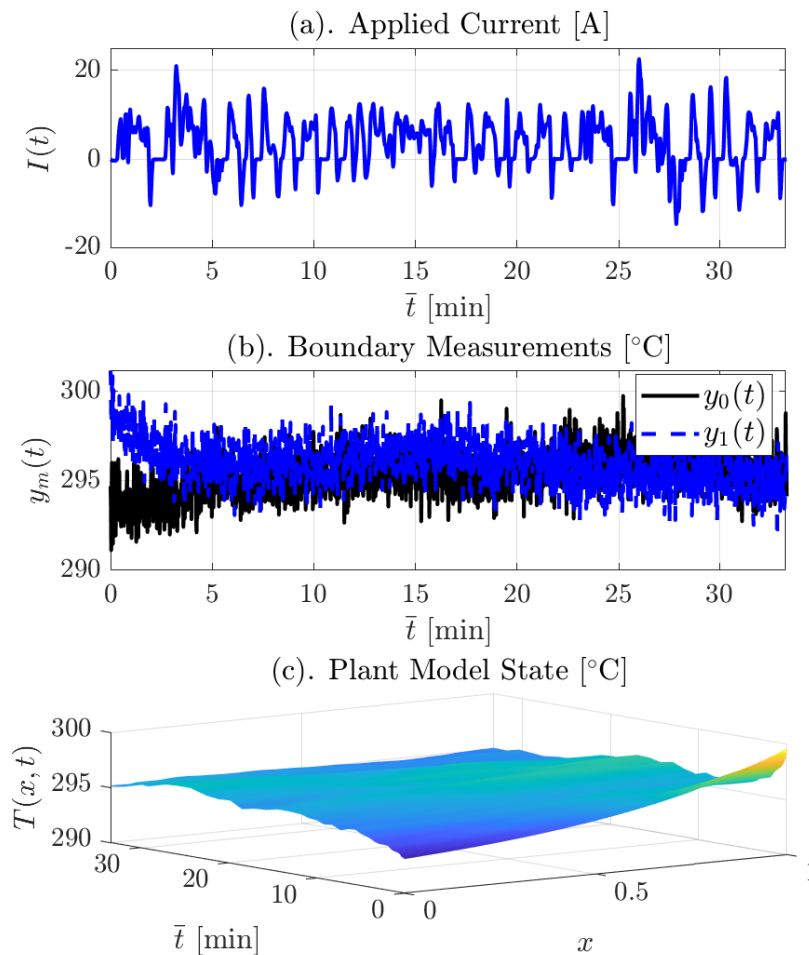 (a). Applied Current [A]
20
0
-20
I(t)
0 5 10 15 20 25 30
t̄ [min]
(b). Boundary Measurements [°C]
300
295
290
y_m(t)
y_0(t)
y_1(t)
0 5 10 15 20 25 30
t̄ [min]
(c). Plant Model State [°C]
300
295
290
T(x, t)
30 20 10 0
0 0.5
t̄ [min]
x